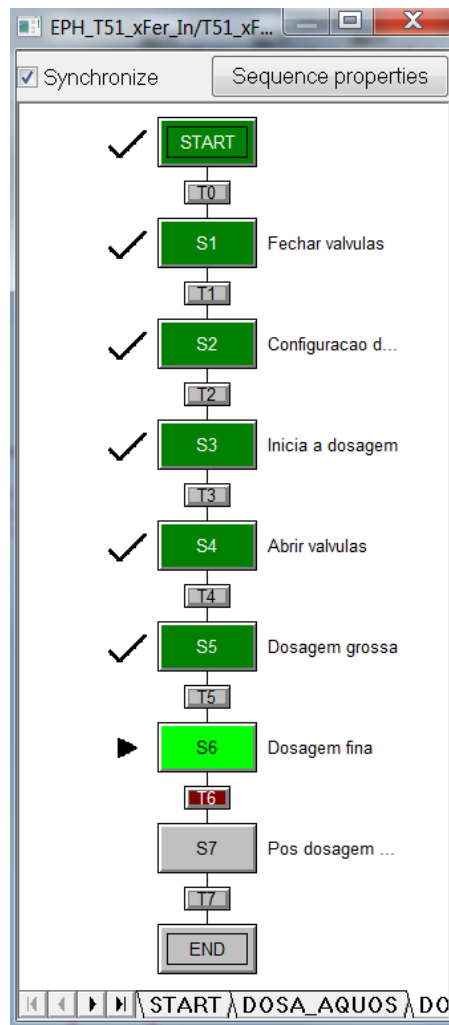 EPH_T51_xFer_In/T51_xF...
Synchronize Sequence properties
START
T0
S1 Fechar valvulas
T1
S2 Configuracao d...
T2
S3 Inicia a dosagem
T3
S4 Abrir valvulas
T4
S5 Dosagem grossa
T5
S6 Dosagem fina
T6
S7 Pos dosagem ...
T7
END
START DOSA_AQUOS DO